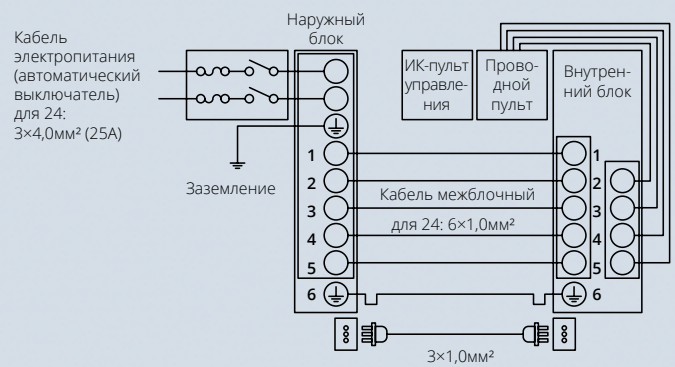 Кабель
электропитания
(автоматический
выключатель)
для 24:
3×4,0мм² (25А)
Наружный
блок
ИК-пульт
управле-
ния
Прово-
дной
пульт
Внутрен-
ний блок
Заземление
1
2
3
4
5
6
Кабель межблочный
для 24: 6×1,0мм²
1
2
3
4
5
6
3×1,0мм²